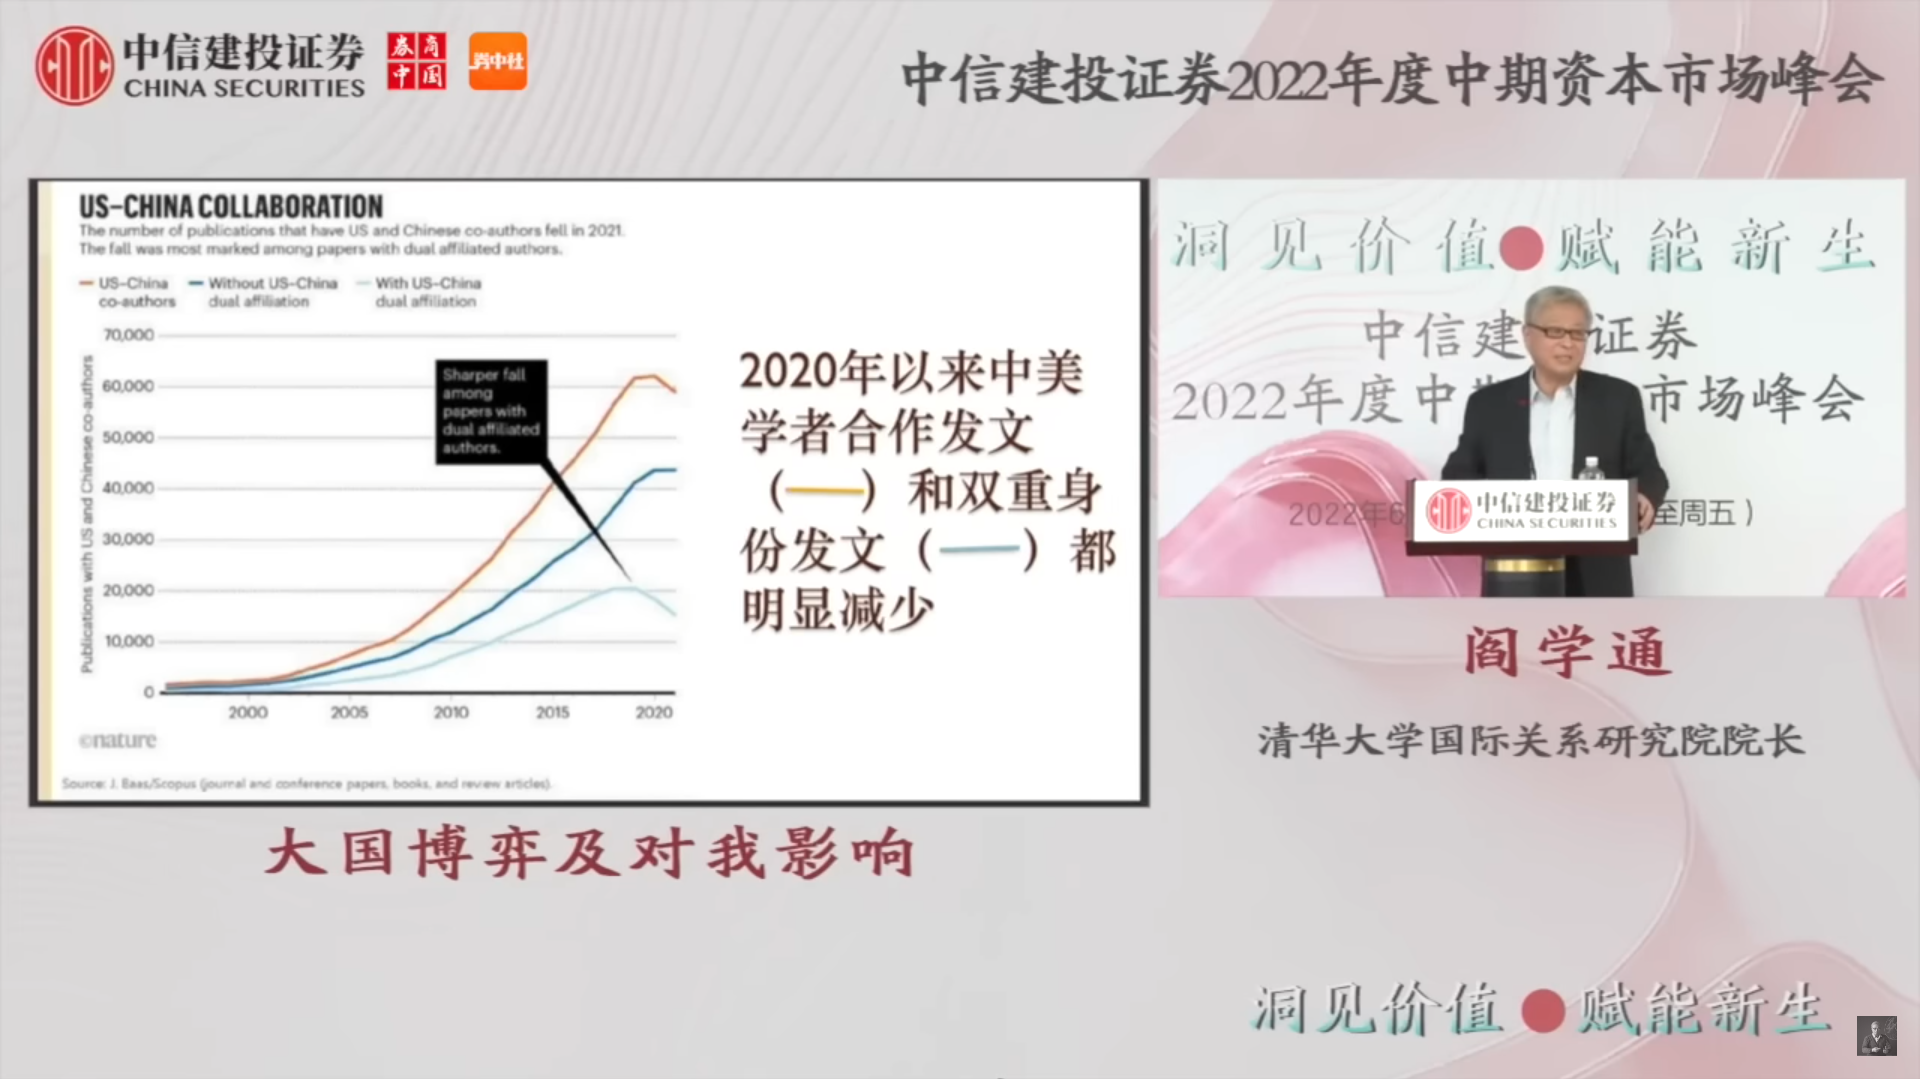 中信建投证券
CHINA SECURITIES
券商
中国
券中社
中信建投证券2022年度中期资本市场峰会
US-CHINA COLLABORATION
The number of publications that have US and Chinese co-authors fell in 2021.
The fall was most marked among papers with dual affiliated authors.
US-China co-authors
Without US-China dual affiliation
With US-China dual affiliation
Publications with US and Chinese co-authors
70,000
60,000
50,000
40,000
30,000
20,000
10,000
0
2000 2005 2010 2015 2020
Sharper fall
among
papers with
dual affiliated
authors.
©nature
Source: J. Baas/Scopus (journal and conference papers, books, and review articles).
2020年以来中美
学者合作发文
（—）和双重身
份发文（—）都
明显减少
洞见价值●赋能新生
中信建 证券
2022年度中 市场峰会
2022年6 至周五）
中信建投证券
CHINA SECURITIES
阎学通
清华大学国际关系研究院院长
大国博弈及对我影响
洞见价值●赋能新生